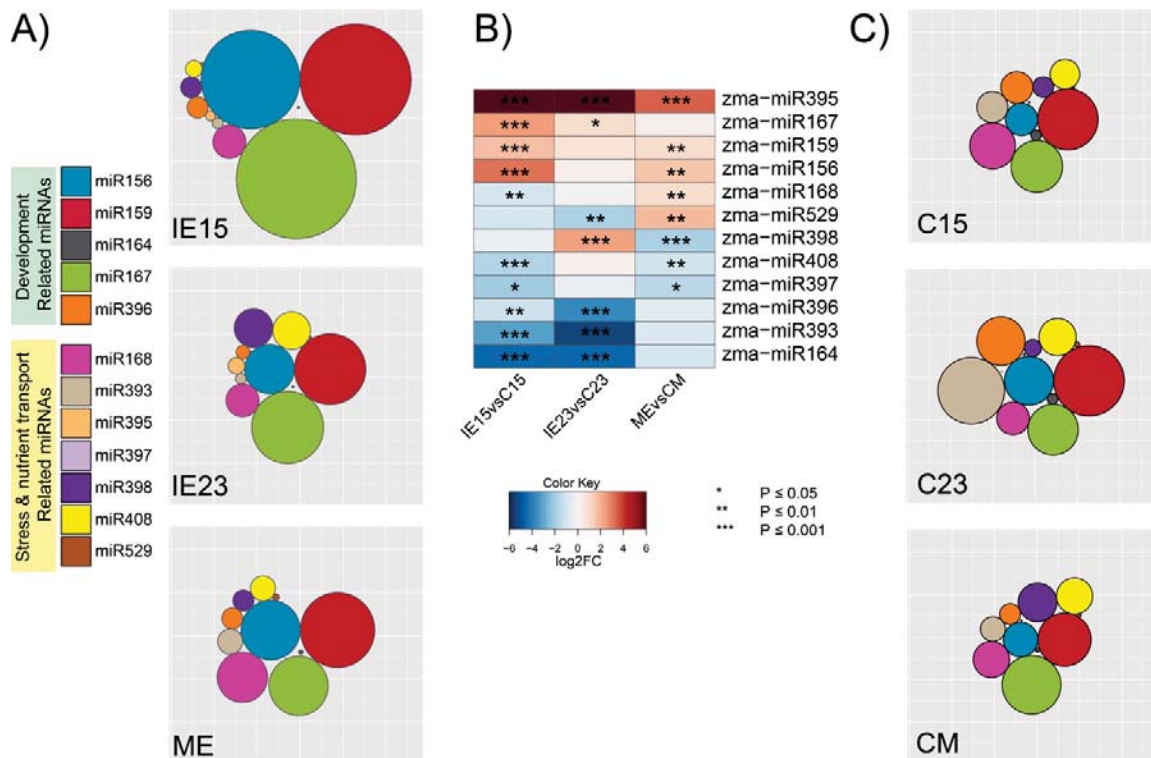 A)
B)
C)
Development
Related miRNAs
miR156
miR159
miR164
miR167
miR396
Stress & nutrient transport
Related miRNAs
miR168
miR393
miR395
miR397
miR398
miR408
miR529
IE15
IE23
ME
*** *** *** zma-miR395
*** * zma-miR167
*** ** zma-miR159
*** ** zma-miR156
** ** zma-miR168
** ** zma-miR529
*** *** zma-miR398
*** ** zma-miR408
* * zma-miR397
** *** zma-miR396
*** *** zma-miR393
*** *** zma-miR164
IE15vsC15
IE23vsC23
MEvsCM
Color Key
-6 -4 -2 0 2 4 6
log2FC
* P ≤ 0.05
** P ≤ 0.01
*** P ≤ 0.001
C15
C23
CM